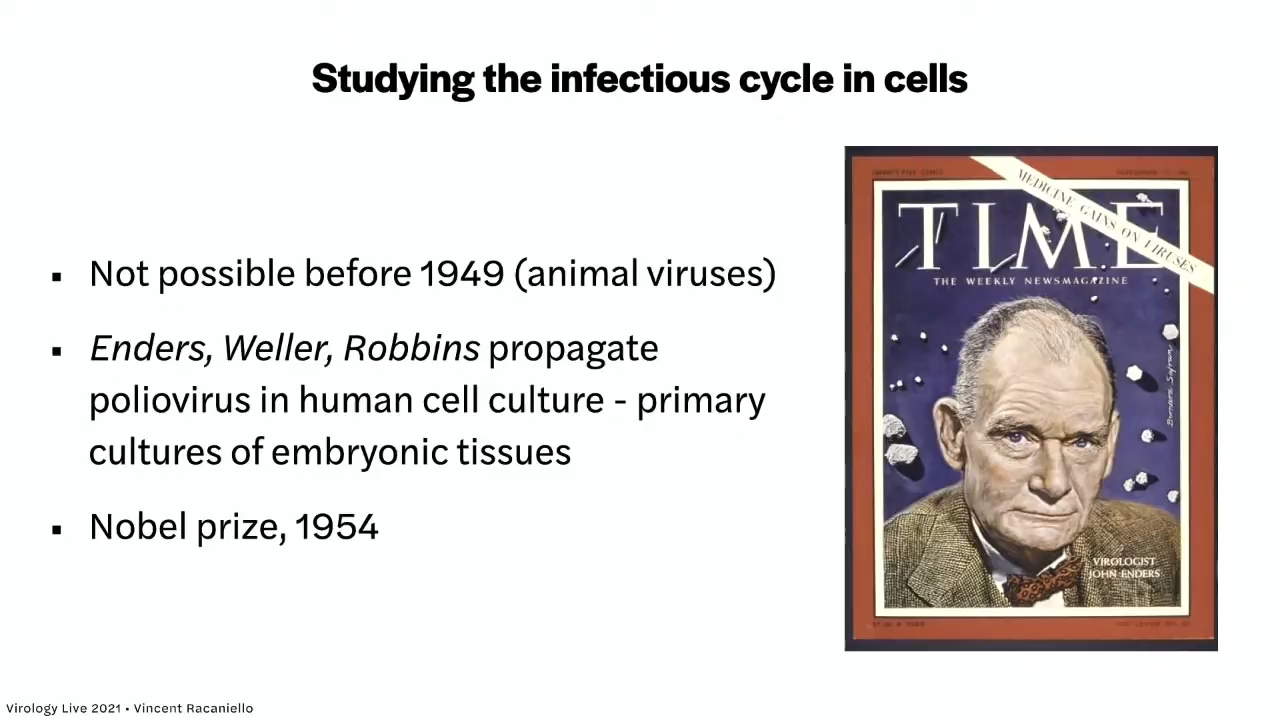 Studying the infectious cycle in cells
▪ Not possible before 1949 (animal viruses)
▪ Enders, Weller, Robbins propagate
poliovirus in human cell culture - primary
cultures of embryonic tissues
▪ Nobel prize, 1954
MEDICINE GAINS ON VIRUSES
TIME
THE WEEKLY NEWSMAGAZINE
VIROLOGIST
JOHN ENDERS
Virology Live 2021 • Vincent Racaniello